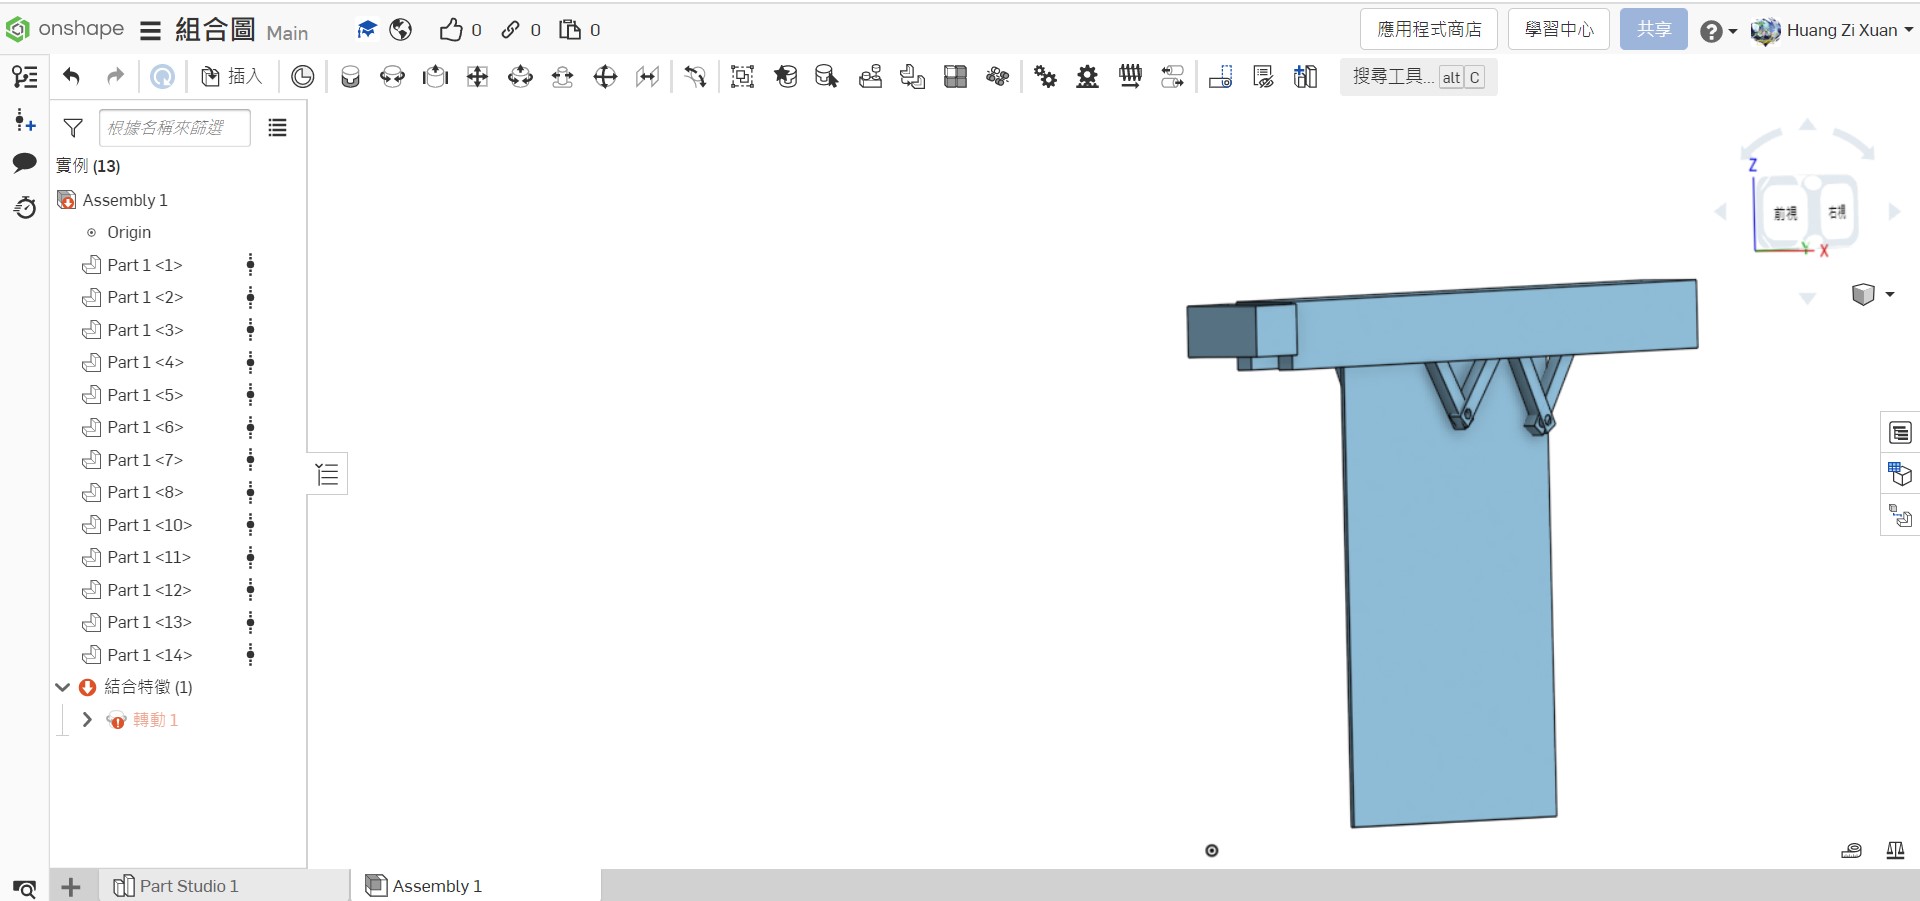 onshape 組合圖 Main 0 0 0 應用程式商店 學習中心 共享 Huang Zi Xuan
插入 搜尋工具... alt C
根據名稱來篩選
實例 (13)
Assembly 1
Origin
Part 1 <1>
Part 1 <2>
Part 1 <3>
Part 1 <4>
Part 1 <5>
Part 1 <6>
Part 1 <7>
Part 1 <8>
Part 1 <10>
Part 1 <11>
Part 1 <12>
Part 1 <13>
Part 1 <14>
結合特徵 (1)
轉動 1
Z
前視 右視
Y X
Part Studio 1 Assembly 1